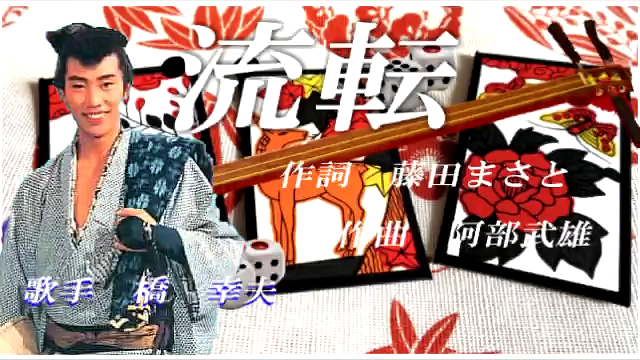 流転
作詞 藤田まさと
作曲 阿部武雄
歌手 橋 幸夫